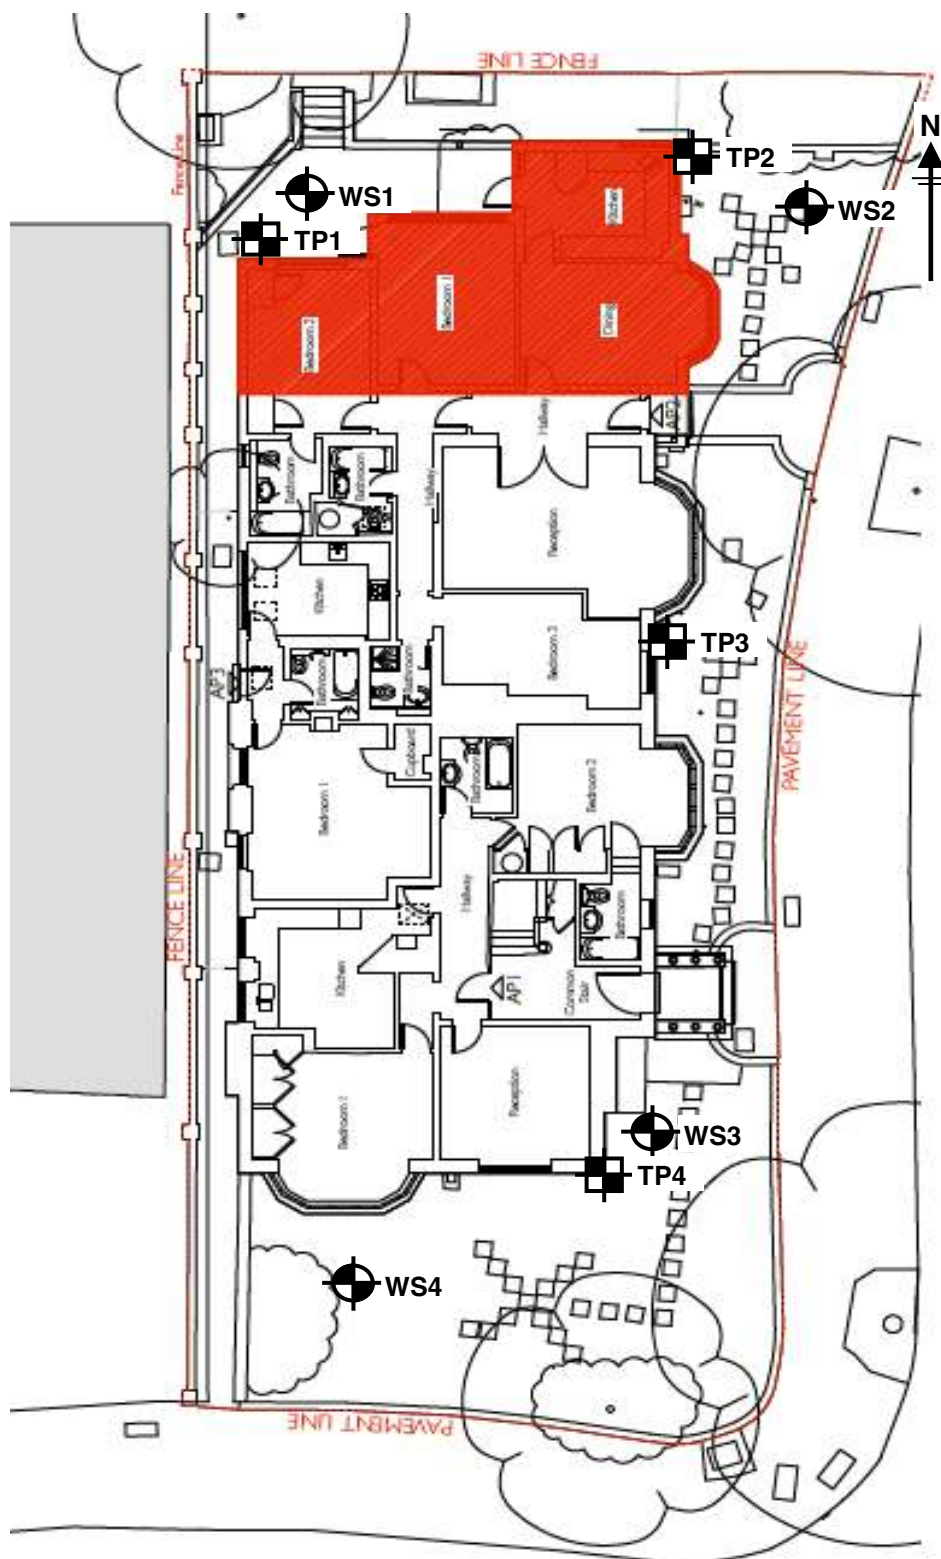 FENCE LINE
N
TP2
Fence Line
WS1
WS2
Kitchen
TP1
Bedroom 1
Dining
Bedroom 2
AP2
Hallway
Bathroom
Bathroom
Hallway
Reception
Kitchen
TP3
Bedroom 3
Bathroom
Bathroom
AP3
PAVEMENT LINE
Cupboard
Bathroom
Bedroom 2
Bedroom 1
FENCE LINE
Hallway
Bathroom
Kitchen
AP1
Common
Stair
Reception
Bedroom 1
WS3
TP4
WS4
PAVEMENT LINE